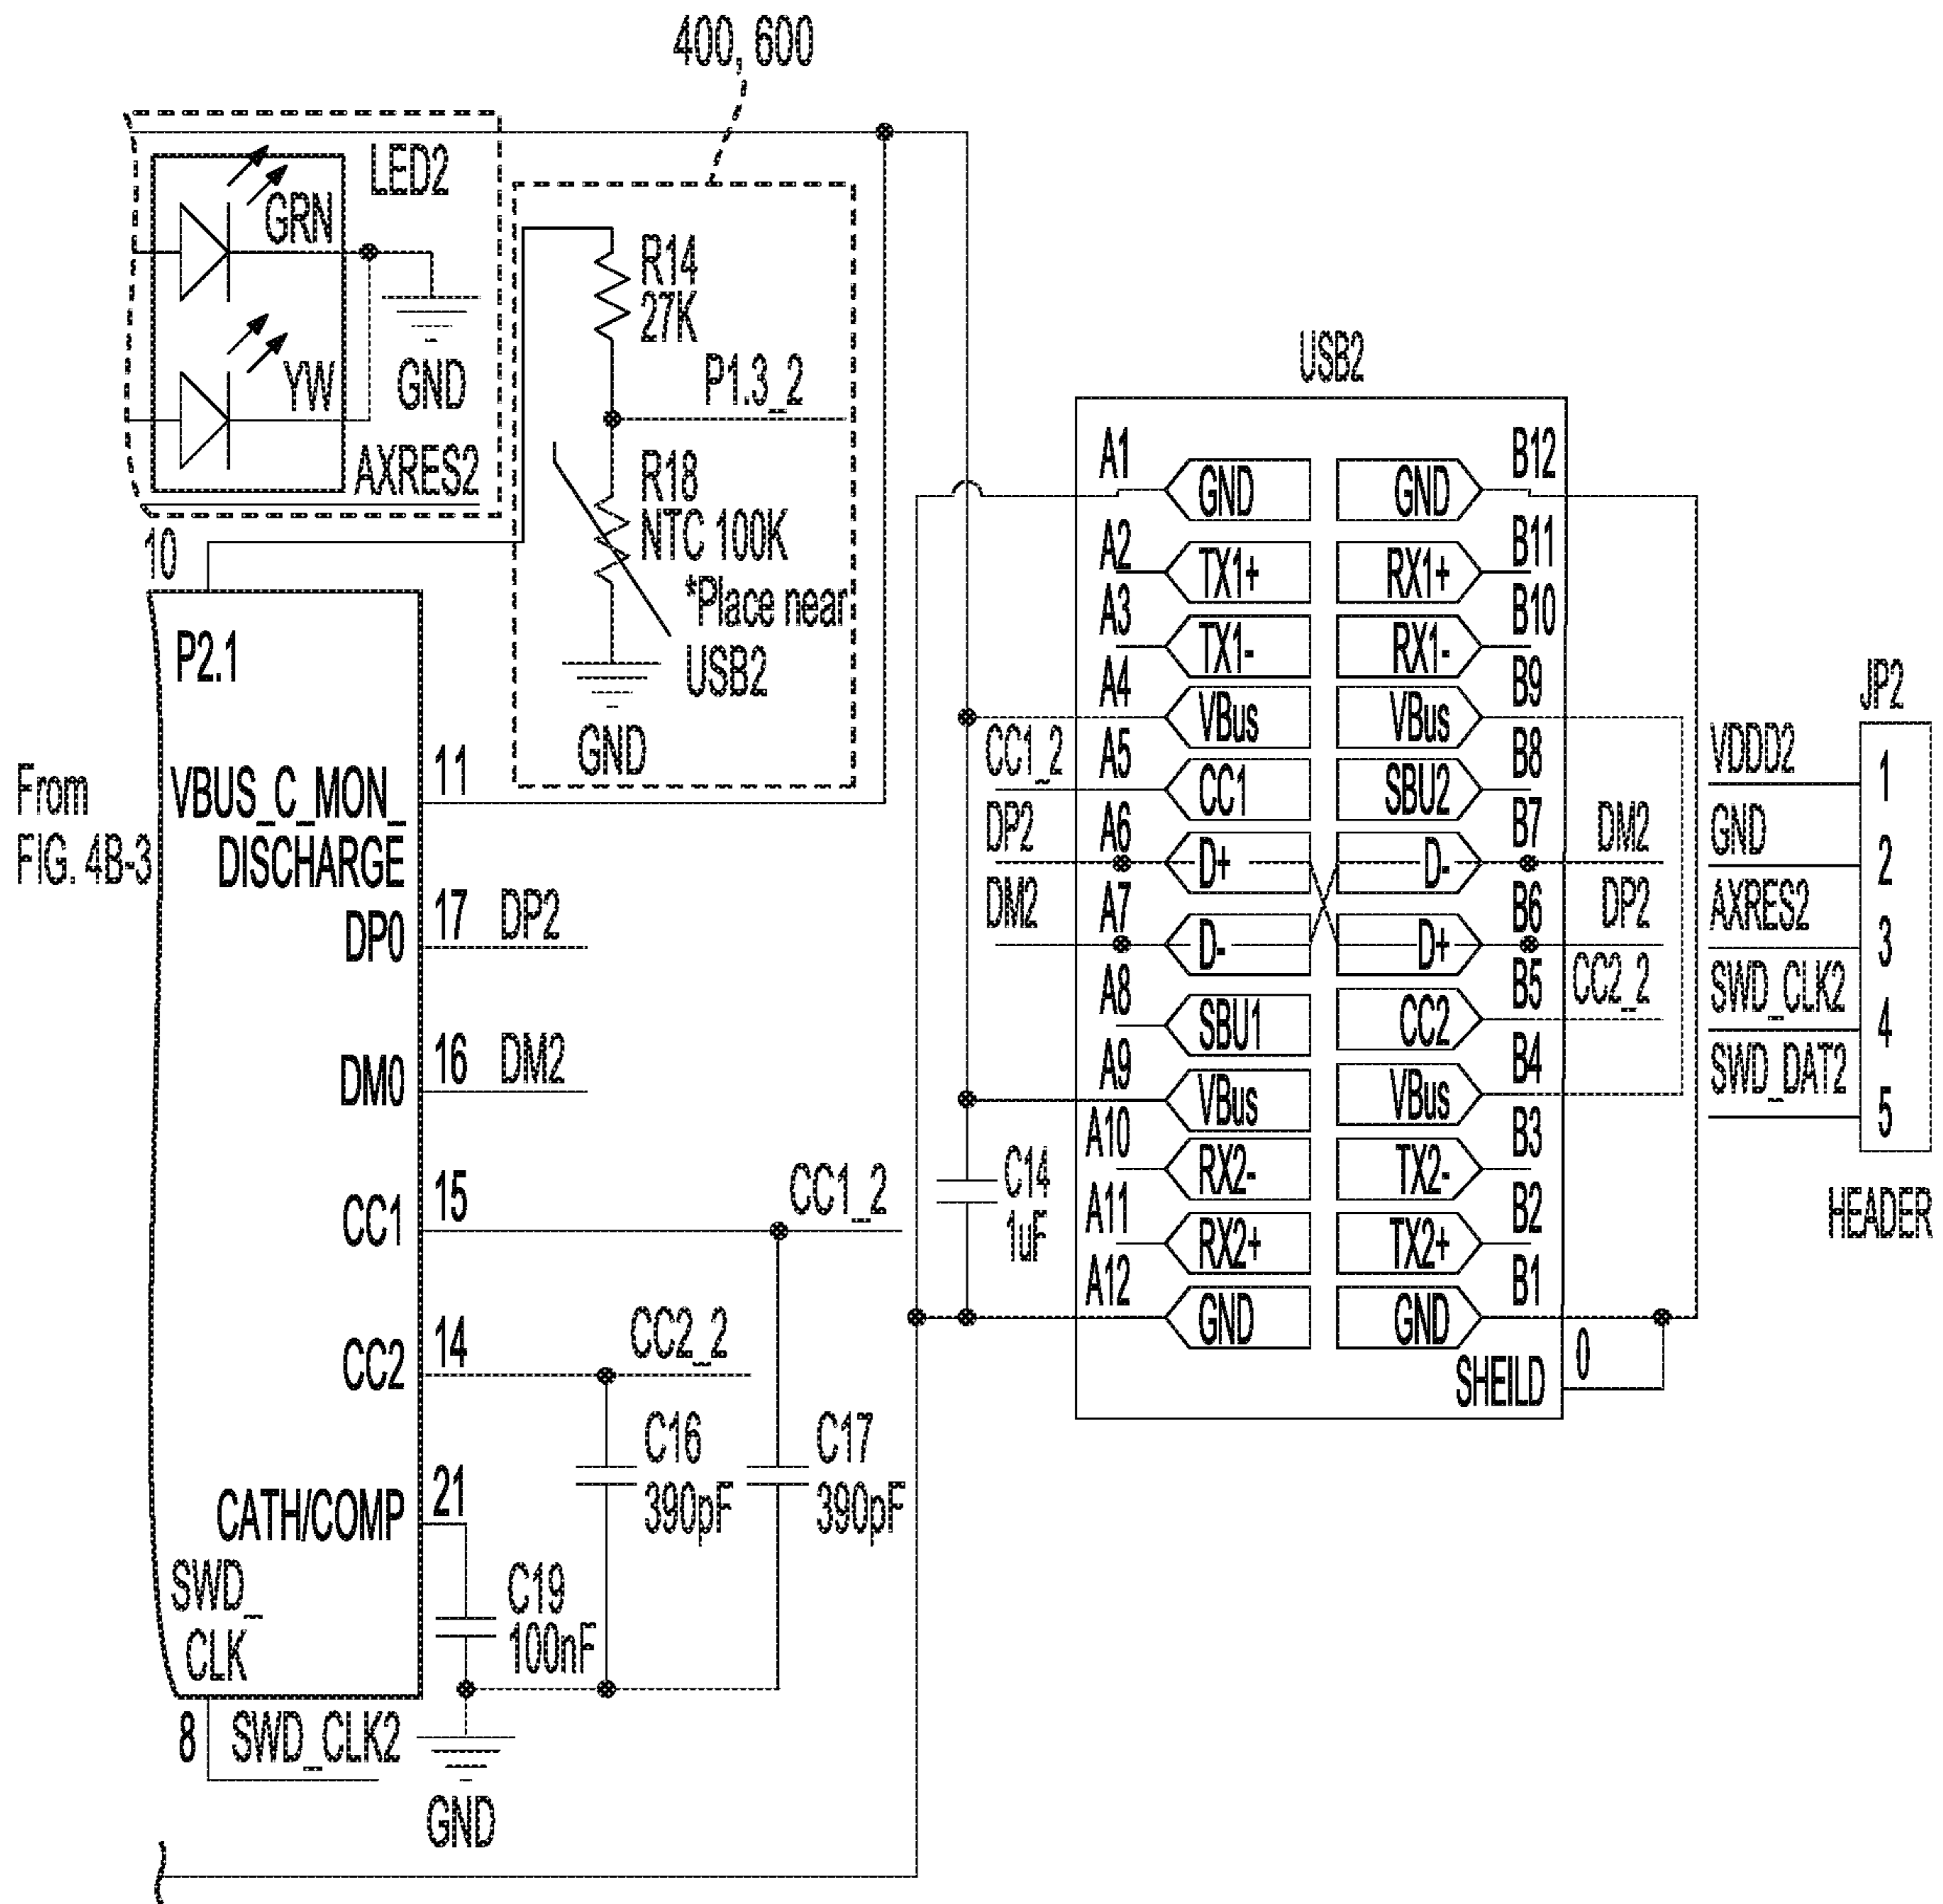 400, 600
LED2
GRN
YW
GND
AXRES2
R14
27K
P1.3_2
R18
NTC 100K
*Place near
USB2
GND
10
P2.1
From
FIG. 4B-3
VBUS_C_MON_
DISCHARGE
11
DP0
17
DP2
DM0
16
DM2
CC1
15
CC1_2
CC2
14
CC2_2
CATH/COMP
21
SWD_
CLK
8
SWD_CLK2
C19
100nF
C16
390pF
C17
390pF
GND
C14
1uF
USB2
A1
GND
GND
B12
A2
TX1+
RX1+
B11
A3
TX1-
RX1-
B10
A4
VBus
VBus
B9
CC1_2
A5
CC1
SBU2
B8
DP2
A6
D+
D-
B7
DM2
DM2
A7
D-
D+
B6
DP2
A8
SBU1
CC2
B5
CC2_2
A9
VBus
VBus
B4
A10
RX2-
TX2-
B3
A11
RX2+
TX2+
B2
A12
GND
GND
B1
SHEILD
0
JP2
VDDD2
1
GND
2
AXRES2
3
SWD_CLK2
4
SWD_DAT2
5
HEADER